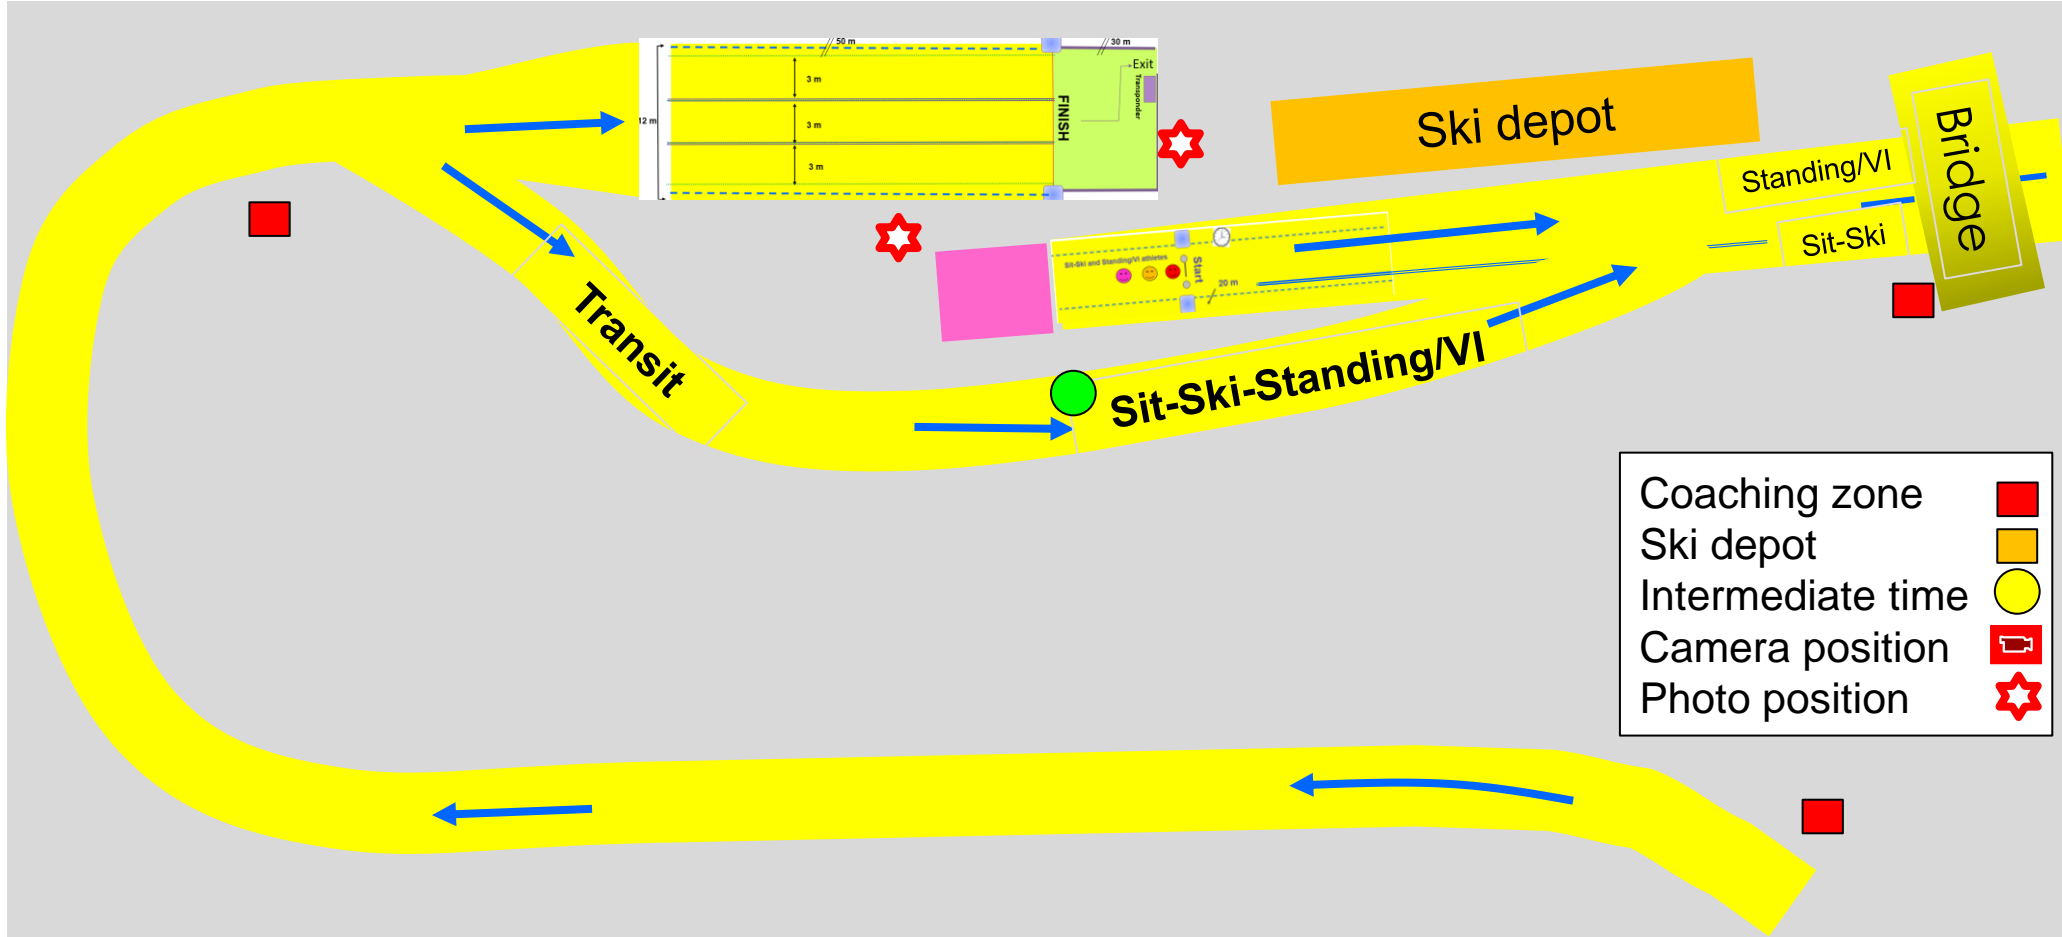 50 m
30 m
Exit
Transponder
3 m
12 m
3 m
FINISH
3 m
Ski depot
Bridge
Standing/VI
Sit-Ski
Sit-Ski and Standing/VI athletes
Start
20 m
Transit
Sit-Ski-Standing/VI
Coaching zone
Ski depot
Intermediate time
Camera position
Photo position